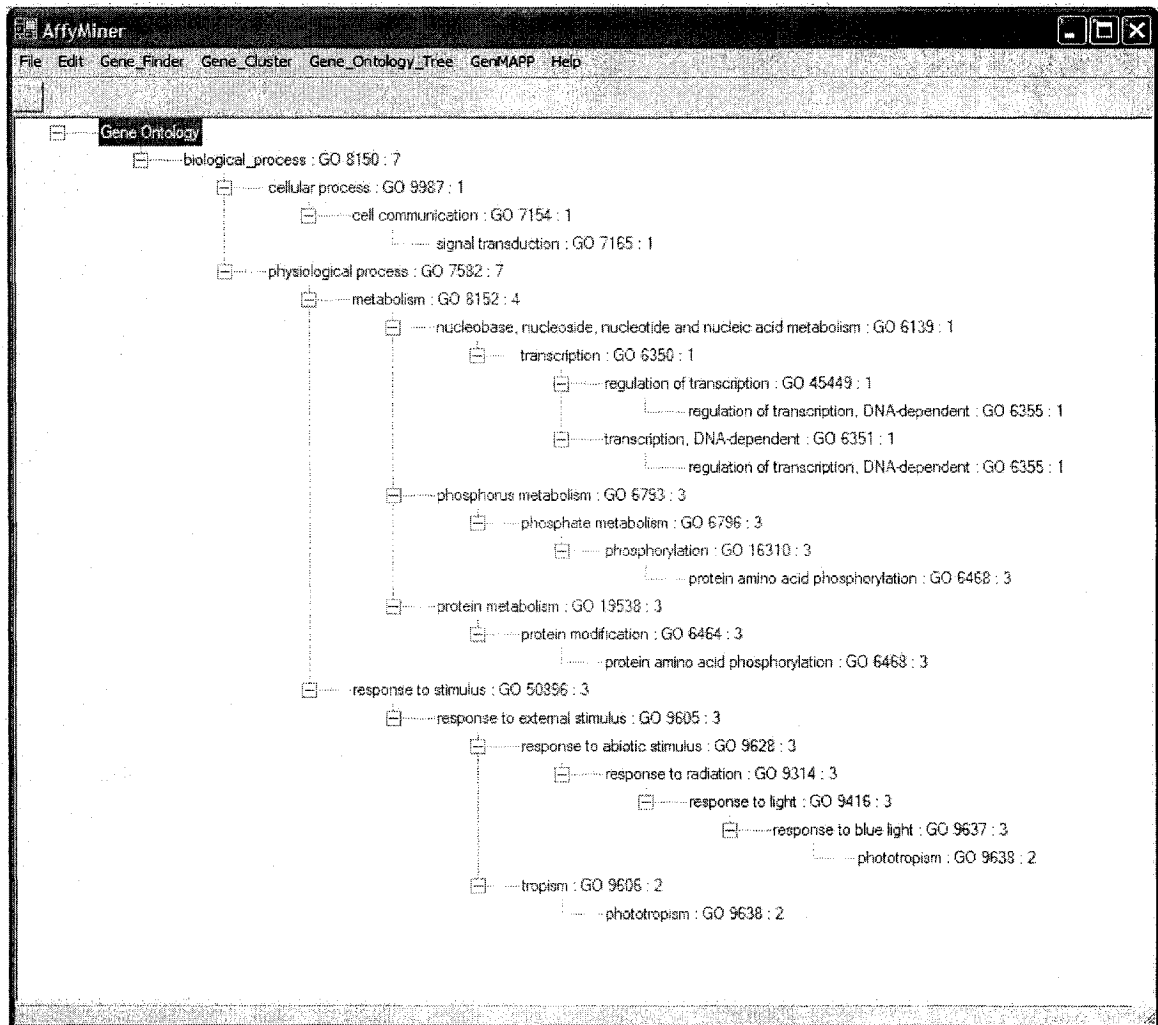 AffyMiner
File Edit Gene_Finder Gene_Cluster Gene_Ontology_Tree GenMAPP Help
Gene Ontology
biological_process : GO 8150 : 7
cellular process : GO 9987 : 1
cell communication : GO 7154 : 1
signal transduction : GO 7165 : 1
physiological process : GO 7582 : 7
metabolism : GO 8152 : 4
nucleobase, nucleoside, nucleotide and nucleic acid metabolism : GO 6139 : 1
transcription : GO 6350 : 1
regulation of transcription : GO 45449 : 1
regulation of transcription, DNA-dependent : GO 6355 : 1
transcription, DNA-dependent : GO 6351 : 1
regulation of transcription, DNA-dependent : GO 6355 : 1
phosphorus metabolism : GO 6793 : 3
phosphate metabolism : GO 6796 : 3
phosphorylation : GO 16310 : 3
protein amino acid phosphorylation : GO 6468 : 3
protein metabolism : GO 19538 : 3
protein modification : GO 6464 : 3
protein amino acid phosphorylation : GO 6468 : 3
response to stimulus : GO 50896 : 3
response to external stimulus : GO 9605 : 3
response to abiotic stimulus : GO 9628 : 3
response to radiation : GO 9314 : 3
response to light : GO 9416 : 3
response to blue light : GO 9637 : 3
phototropism : GO 9638 : 2
tropism : GO 9606 : 2
phototropism : GO 9638 : 2